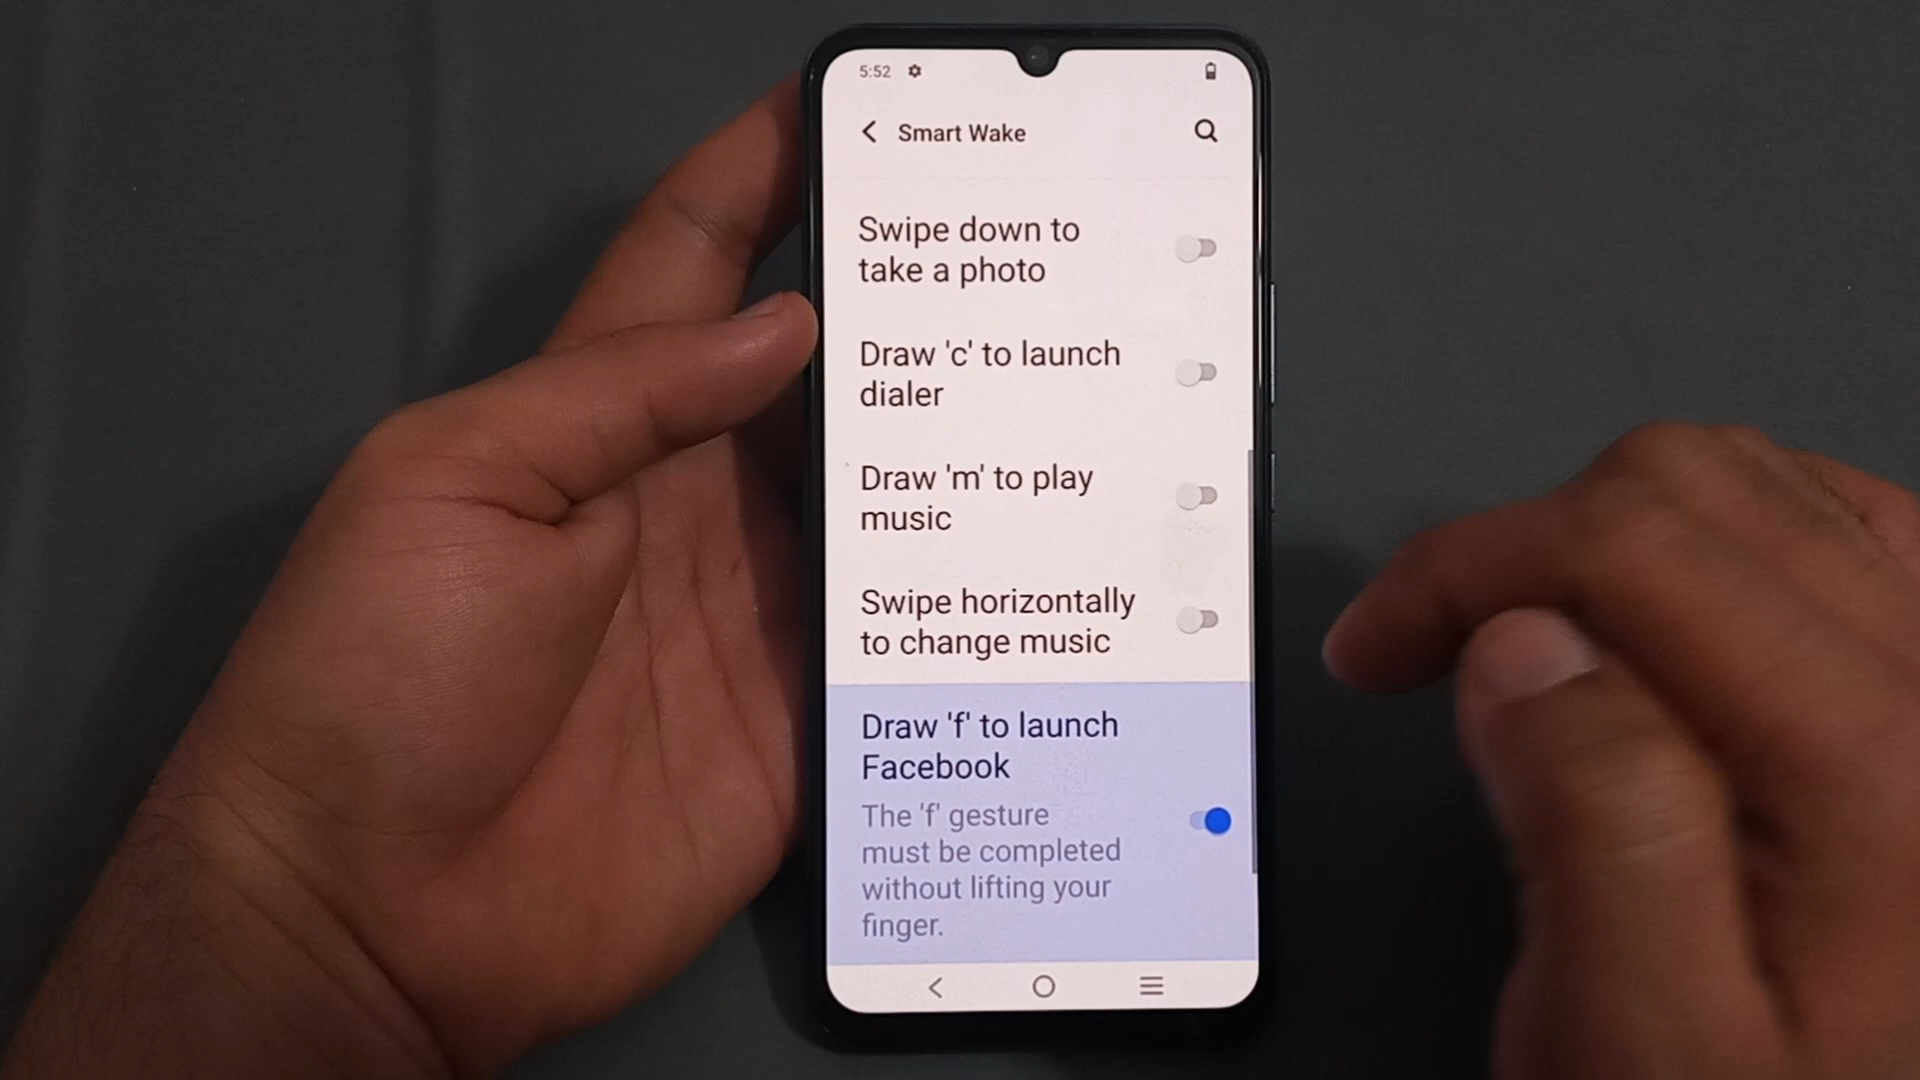 5:52
Smart Wake
Swipe down to
take a photo
Draw 'c' to launch
dialer
Draw 'm' to play
music
Swipe horizontally
to change music
Draw 'f' to launch
Facebook
The 'f' gesture
must be completed
without lifting your
finger.